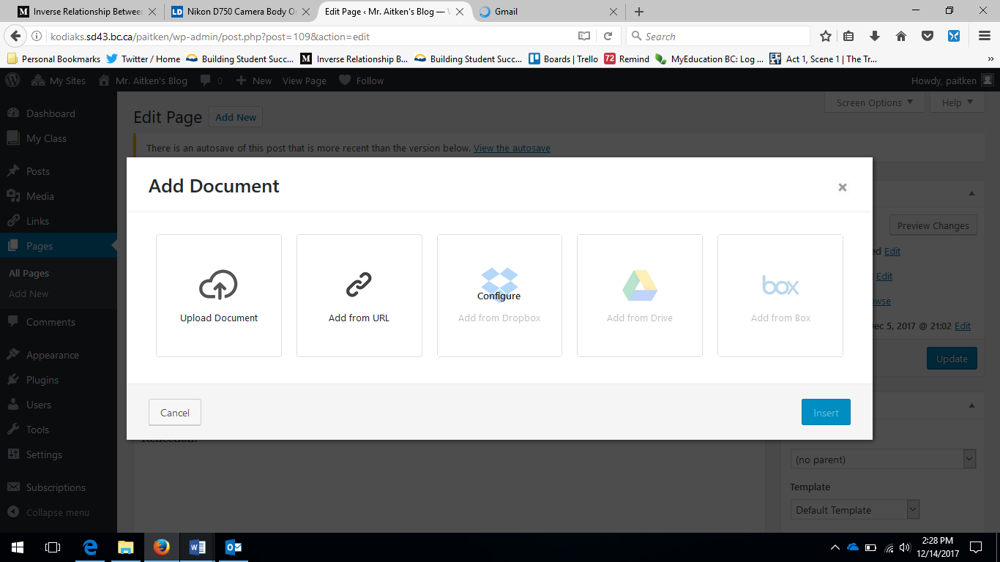 Inverse Relationship Between
Nikon D750 Camera Body O
Edit Page ‹ Mr. Aitken's Blog — W
Gmail
kodiaks.sd43.bc.ca/paitken/wp-admin/post.php?post=109&action=edit
Search
Personal Bookmarks
Twitter / Home
Building Student Succ...
Inverse Relationship B...
Building Student Succ...
Boards | Trello
72
Remind
MyEducation BC: Log ...
Act 1, Scene 1 | The Tr...
My Sites
Mr. Aitken's Blog
0
New
View Page
Follow
Howdy, paitken
Dashboard
My Class
Posts
Media
Links
Pages
All Pages
Add New
Comments
Appearance
Plugins
Users
Tools
Settings
Subscriptions
Collapse menu
Edit Page
Add New
Screen Options
Help
There is an autosave of this post that is more recent than the version below. View the autosave
Add Document
Upload Document
Add from URL
Configure
Add from Dropbox
Add from Drive
box
Add from Box
Cancel
Insert
Preview Changes
Edit
Edit
Dec 5, 2017 @ 21:02 Edit
Update
(no parent)
Template
Default Template
2:28 PM
12/14/2017